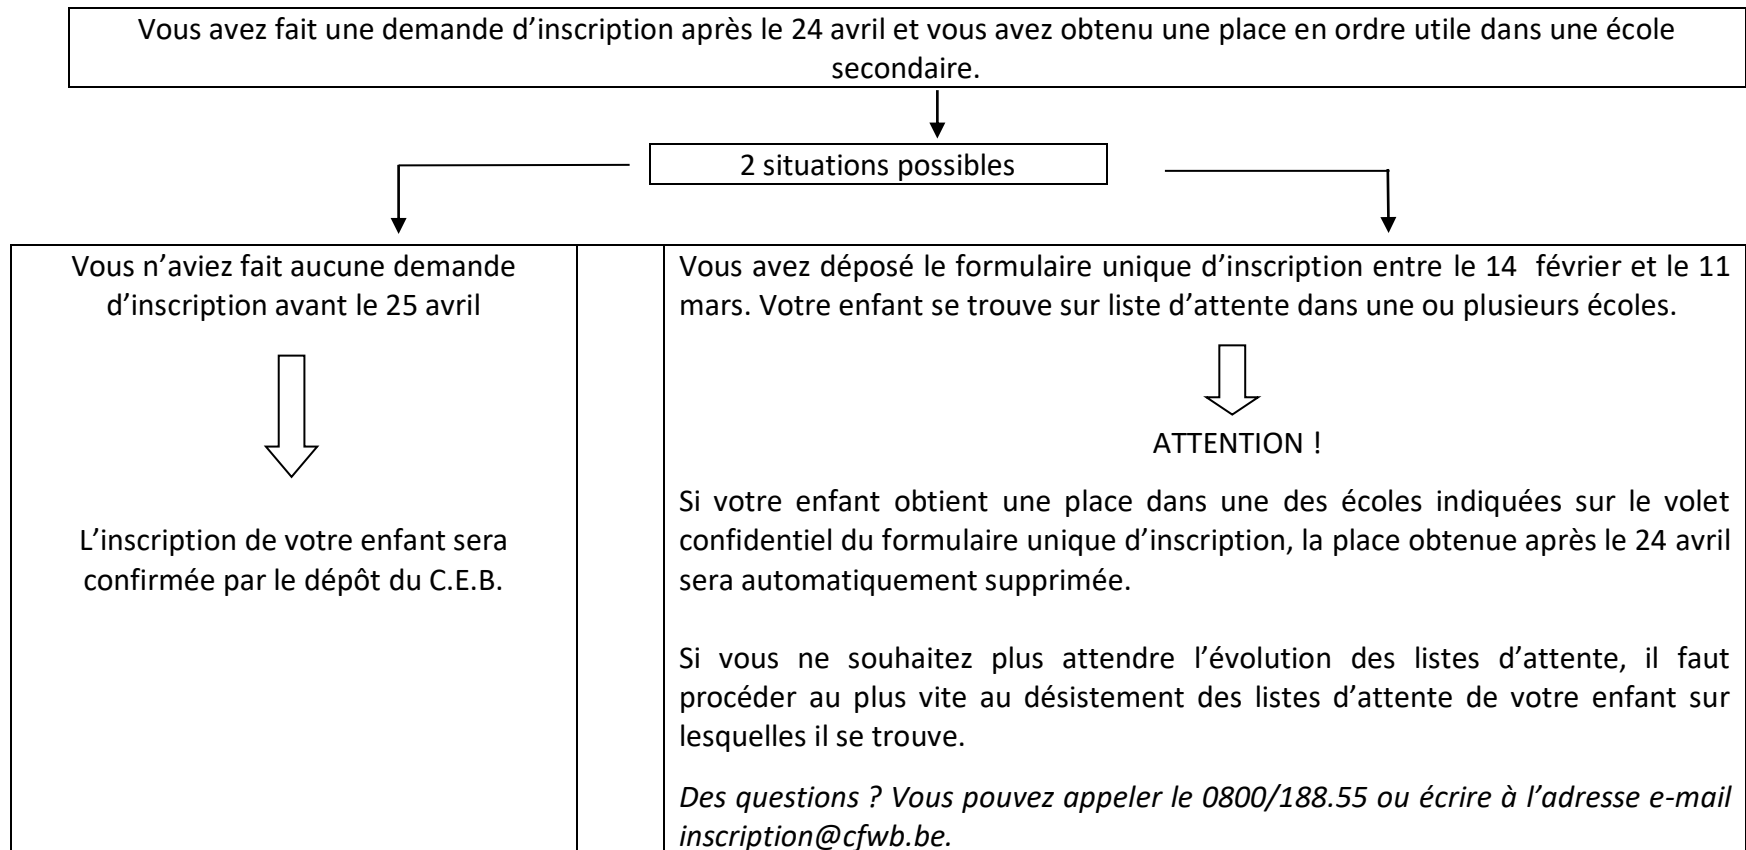 Vous avez fait une demande d’inscription après le 24 avril et vous avez obtenu une place en ordre utile dans une école
secondaire.
2 situations possibles
Vous n’aviez fait aucune demande
d’inscription avant le 25 avril
L’inscription de votre enfant sera
confirmée par le dépôt du C.E.B.
Vous avez déposé le formulaire unique d’inscription entre le 14 février et le 11
mars. Votre enfant se trouve sur liste d’attente dans une ou plusieurs écoles.
ATTENTION !
Si votre enfant obtient une place dans une des écoles indiquées sur le volet
confidentiel du formulaire unique d’inscription, la place obtenue après le 24 avril
sera automatiquement supprimée.
Si vous ne souhaitez plus attendre l’évolution des listes d’attente, il faut
procéder au plus vite au désistement des listes d’attente de votre enfant sur
lesquelles il se trouve.
Des questions ? Vous pouvez appeler le 0800/188.55 ou écrire à l’adresse e-mail
inscription@cfwb.be.